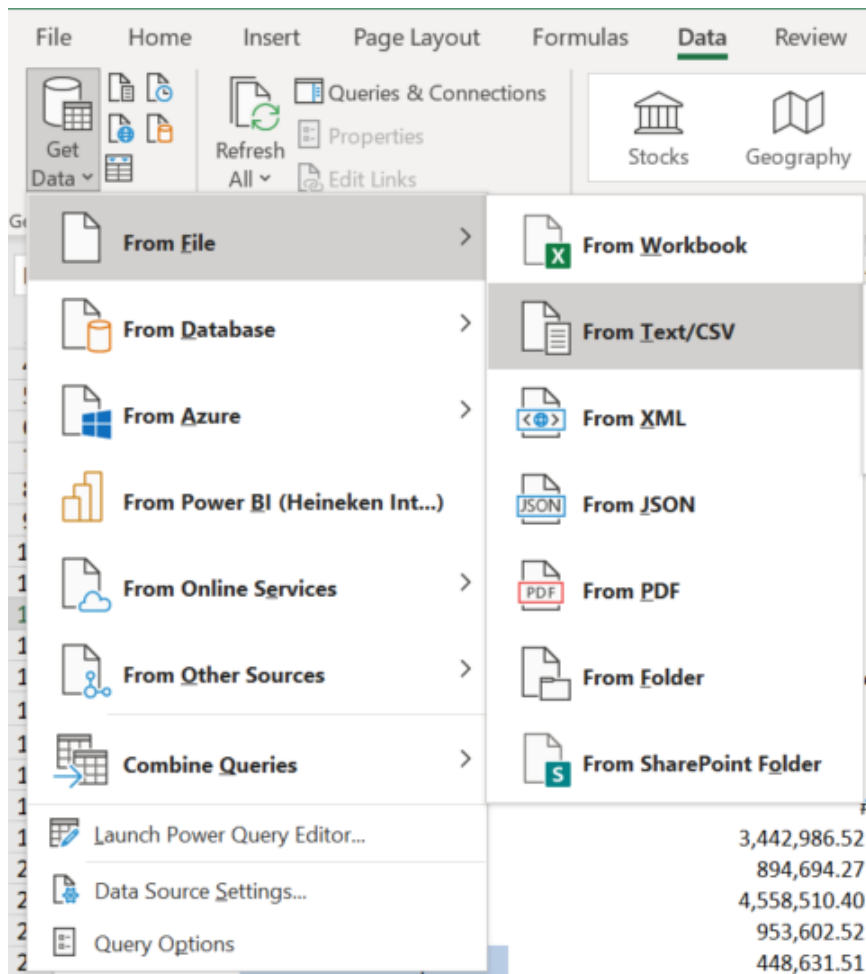 File Home Insert Page Layout Formulas Data Review
Queries & Connections
Get Data
Refresh All
Properties
Edit Links
Stocks
Geography
From File
From Database
From Azure
From Power BI (Heineken Int...)
From Online Services
From Other Sources
Combine Queries
Launch Power Query Editor...
Data Source Settings...
Query Options
From Workbook
From Text/CSV
From XML
JSON From JSON
PDF From PDF
From Folder
From SharePoint Folder
3,442,986.52
894,694.27
4,558,510.40
953,602.52
448,631.51